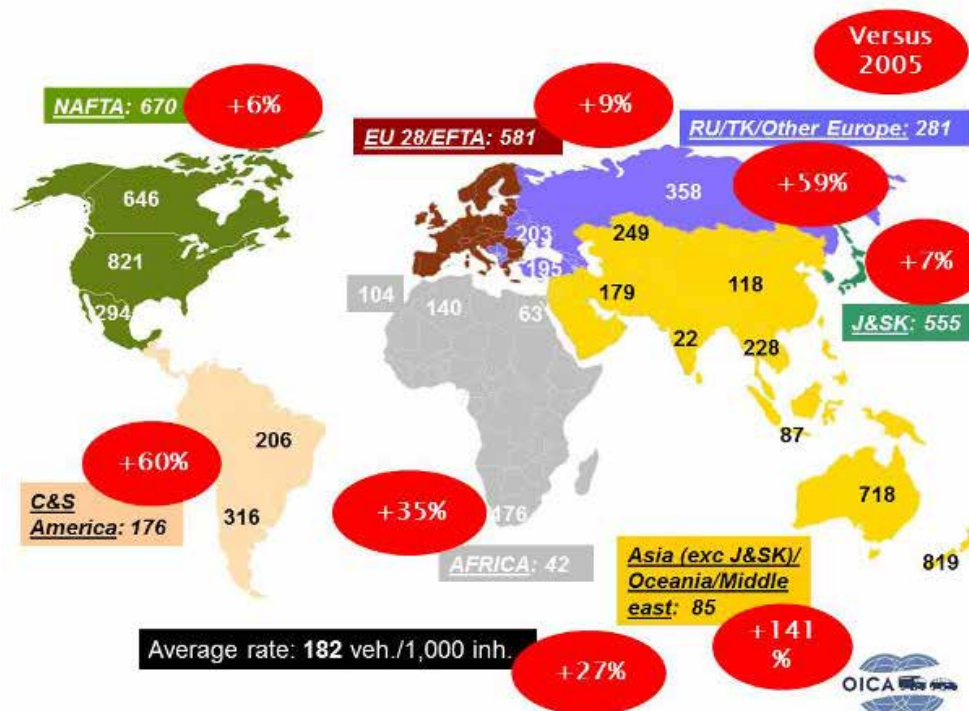 Versus
2005
NAFTA: 670
+6%
+9%
EU 28/EFTA: 581
RU/TK/Other Europe: 281
+59%
646
358
203
249
821
195
+7%
104
140
63
179
118
294
J&SK: 555
22
228
87
206
+60%
C&S
America: 176
316
+35%
476
718
AFRICA: 42
Asia (exc J&SK)/
Oceania/Middle
east: 85
819
Average rate: 182 veh./1,000 inh.
+27%
+141
%
OICA